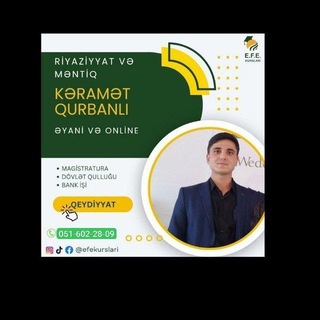 RİYAZİYYAT VƏ
MƏNTİQ
KƏRAMƏT
QURBANLI
ƏYANİ VƏ ONLINE
E.F.E.
KURSLARI
• MAGİSTRATURA
• DÖVLƏT QULLUĞU
• BANK İŞİ
QEYDİYYAT
051-602-28-09
@efekurslari
Wed